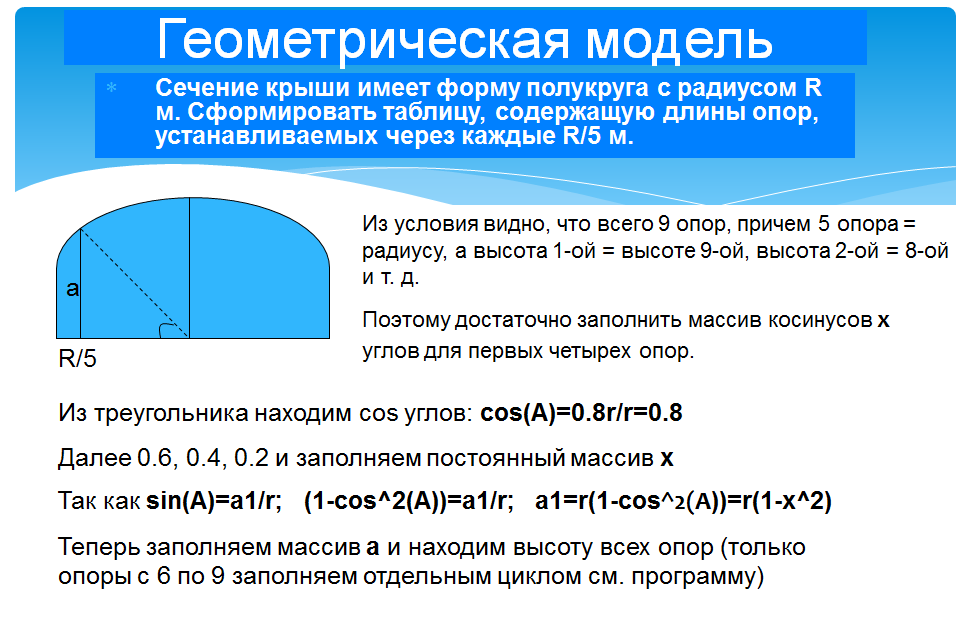 Геометрическая модель
* Сечение крыши имеет форму полукруга с радиусом R
м. Сформировать таблицу, содержащую длины опор,
устанавливаемых через каждые R/5 м.
Из условия видно, что всего 9 опор, причем 5 опора =
радиусу, а высота 1-ой = высоте 9-ой, высота 2-ой = 8-ой
и т. д.
a
Поэтому достаточно заполнить массив косинусов x
углов для первых четырех опор.
R/5
Из треугольника находим cos углов: cos(A)=0.8r/r=0.8
Далее 0.6, 0.4, 0.2 и заполняем постоянный массив x
Так как sin(A)=a1/r; (1-cos^2(A))=a1/r; a1=r(1-cos^2(A))=r(1-x^2)
Теперь заполняем массив a и находим высоту всех опор (только
опоры с 6 по 9 заполняем отдельным циклом см. программу)